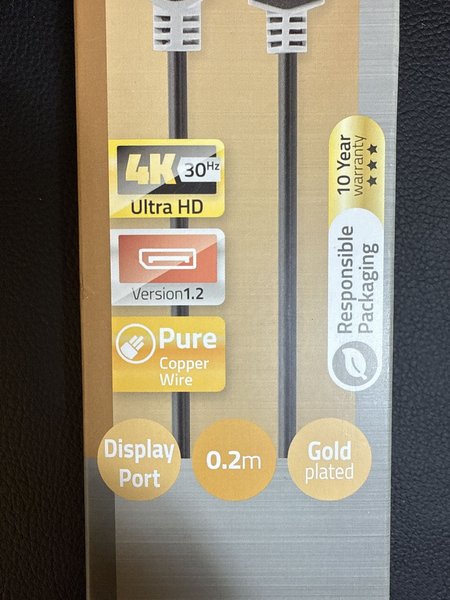 4K 30Hz
Ultra HD
Version1.2
Pure
Copper
Wire
10 Year
warranty
Responsible
Packaging
Display
Port
0.2m
Gold
plated